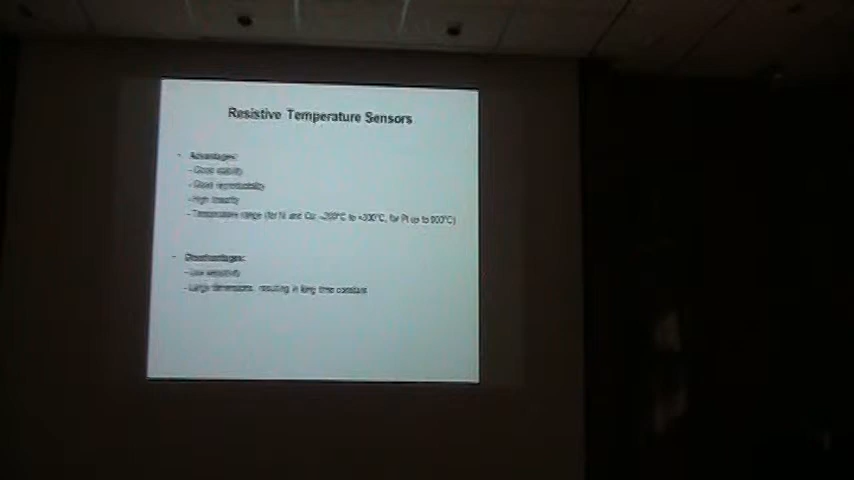 Resistive Temperature Sensors
Advantages:
- Good stability
- Good reproducibility
- High linearity
- Temperature range (for Ni and Cu: -200°C to +300°C, for Pt up to 900°C)
Disadvantages:
- Low sensitivity
- Large dimensions, resulting in long time constant